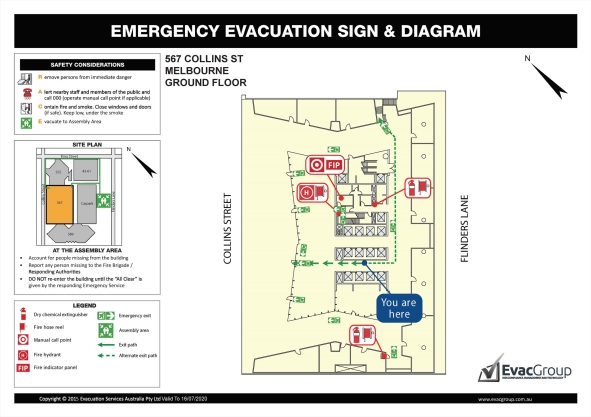 EMERGENCY EVACUATION SIGN & DIAGRAM
SAFETY CONSIDERATIONS
R emove persons from immediate danger
A lert nearby staff and members of the public and
call 000 (operate manual call point if applicable)
C ontain fire and smoke. Close windows and doors
(if safe). Keep low, under the smoke
E vacuate to Assembly Area
SITE PLAN
N
King Street
555
567
Carpark
AT THE ASSEMBLY AREA
• Account for people missing from the building
• Report any person missing to the Fire Brigade /
Responding Authorities
• DO NOT re-enter the building until the "All Clear" is
given by the responding Emergency Service
LEGEND
Dry chemical extinguisher
Fire hose reel
Manual call point
Fire hydrant
FIP Fire indicator panel
Emergency exit
Assembly area
Exit path
Alternate exit path
567 COLLINS ST
MELBOURNE
GROUND FLOOR
N
COLLINS STREET
FLINDERS LANE
FIP
H
You are
here
EvacGroup
Copyright © 2015 Evacuation Services Australia Pty Ltd Valid To 16/07/2020
www.evacgroup.com.au